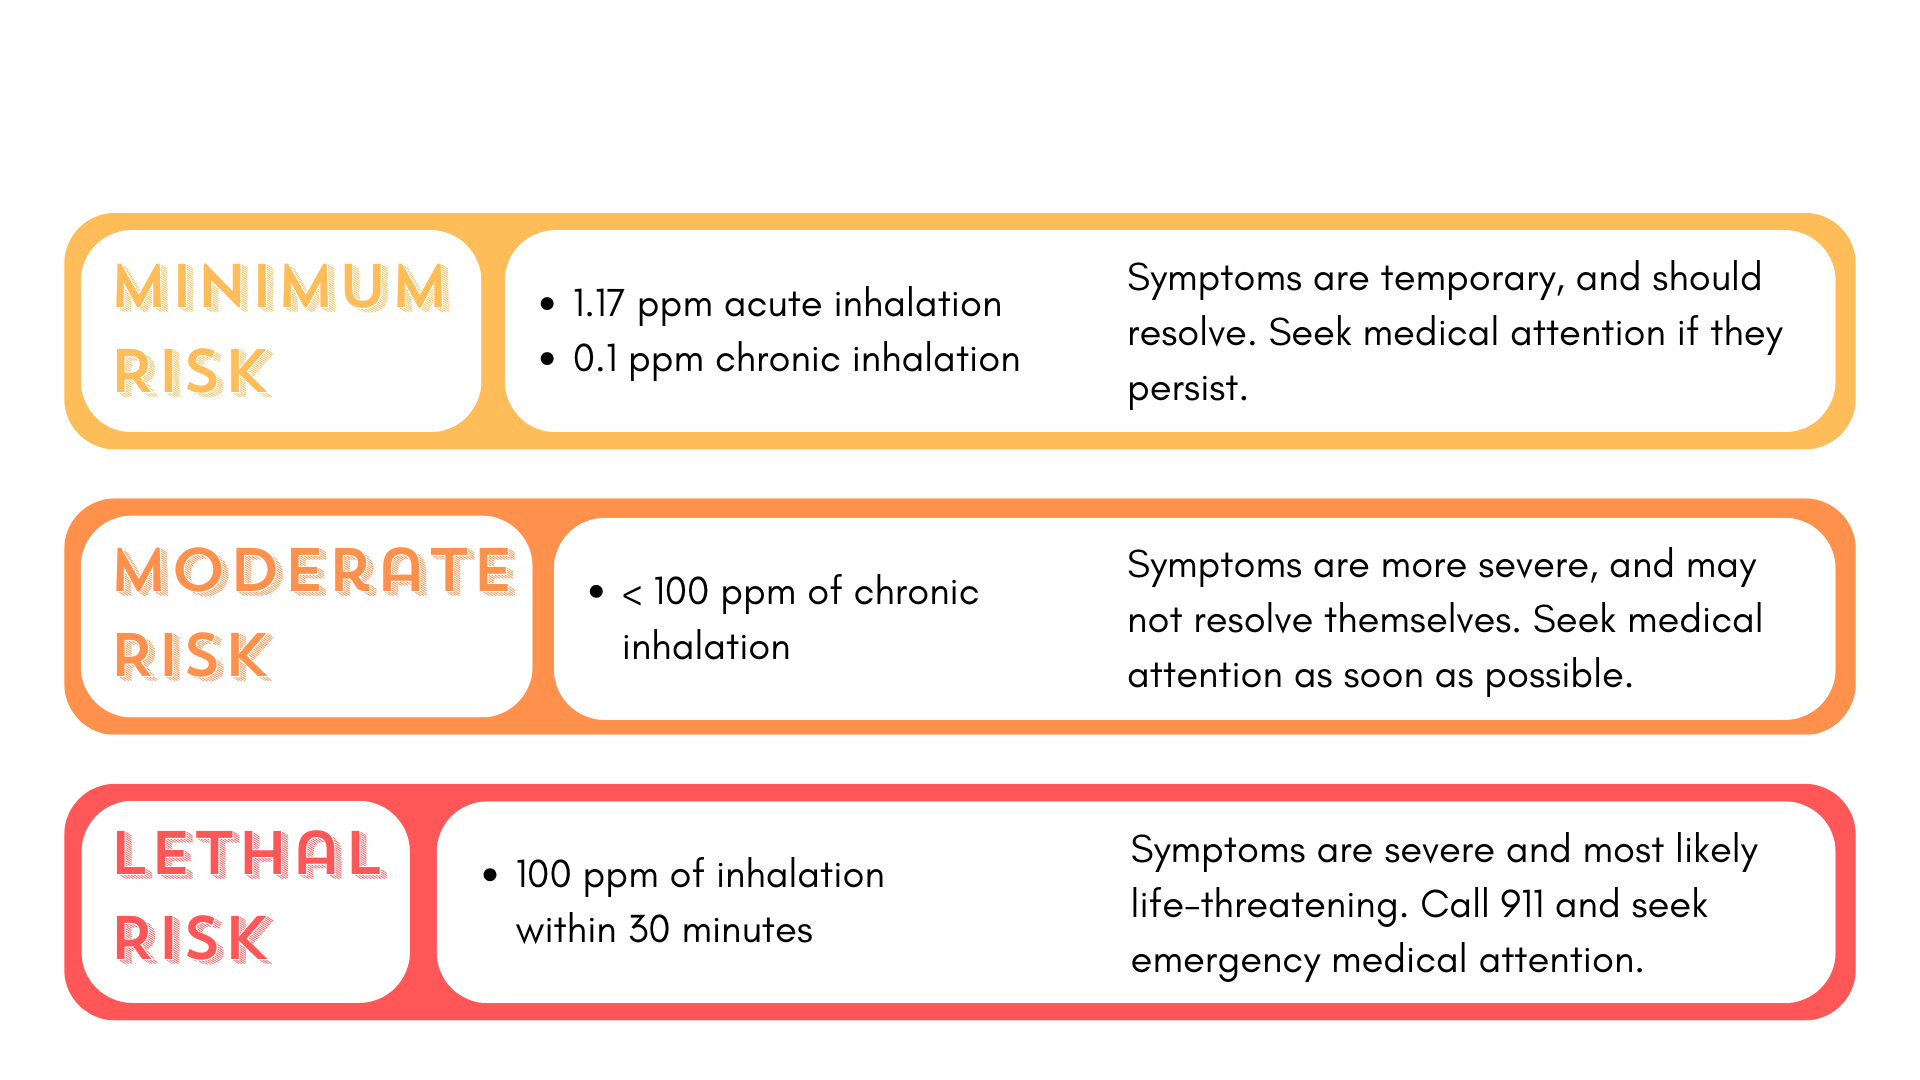 MINIMUM
RISK
• 1.17 ppm acute inhalation
• 0.1 ppm chronic inhalation
Symptoms are temporary, and should
resolve. Seek medical attention if they
persist.
MODERATE
RISK
• < 100 ppm of chronic
inhalation
Symptoms are more severe, and may
not resolve themselves. Seek medical
attention as soon as possible.
LETHAL
RISK
• 100 ppm of inhalation
within 30 minutes
Symptoms are severe and most likely
life-threatening. Call 911 and seek
emergency medical attention.